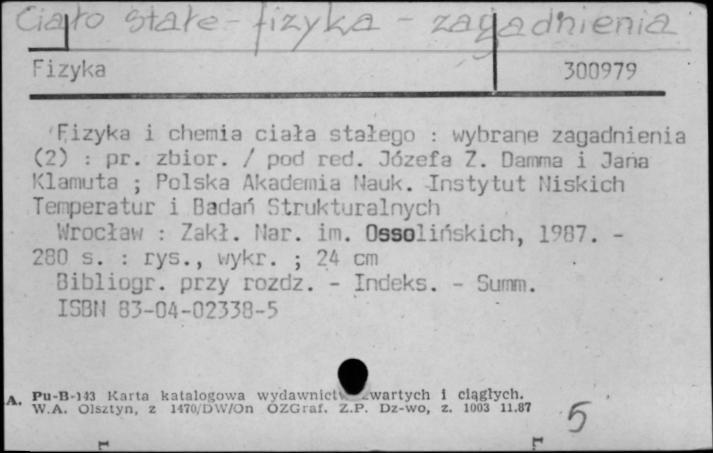 Ciało stałe - fizyka - zagadnienia
Fizyka 300979
Fizyka i chemia ciała stałego : wybrane zagadnienia
(2) : pr. zbior. / pod red. Józefa Z. Damma i Jana
Klamuta ; Polska Akademia Nauk. Instytut Niskich
Temperatur i Badań Strukturalnych
Wrocław : Zakł. Nar. im. Ossolińskich, 1987. -
280 s. : rys., wykr. ; 24 cm
Bibliogr. przy rozdz. - Indeks. - Summ.
ISBN 83-04-02338-5
A. Pu-B-143 Karta katalogowa wydawnictw zwartych i ciągłych.
W.A. Olsztyn, z 1470/DW/On OZGraf. Z.P. Dz-wo, z. 1003 11.87
5